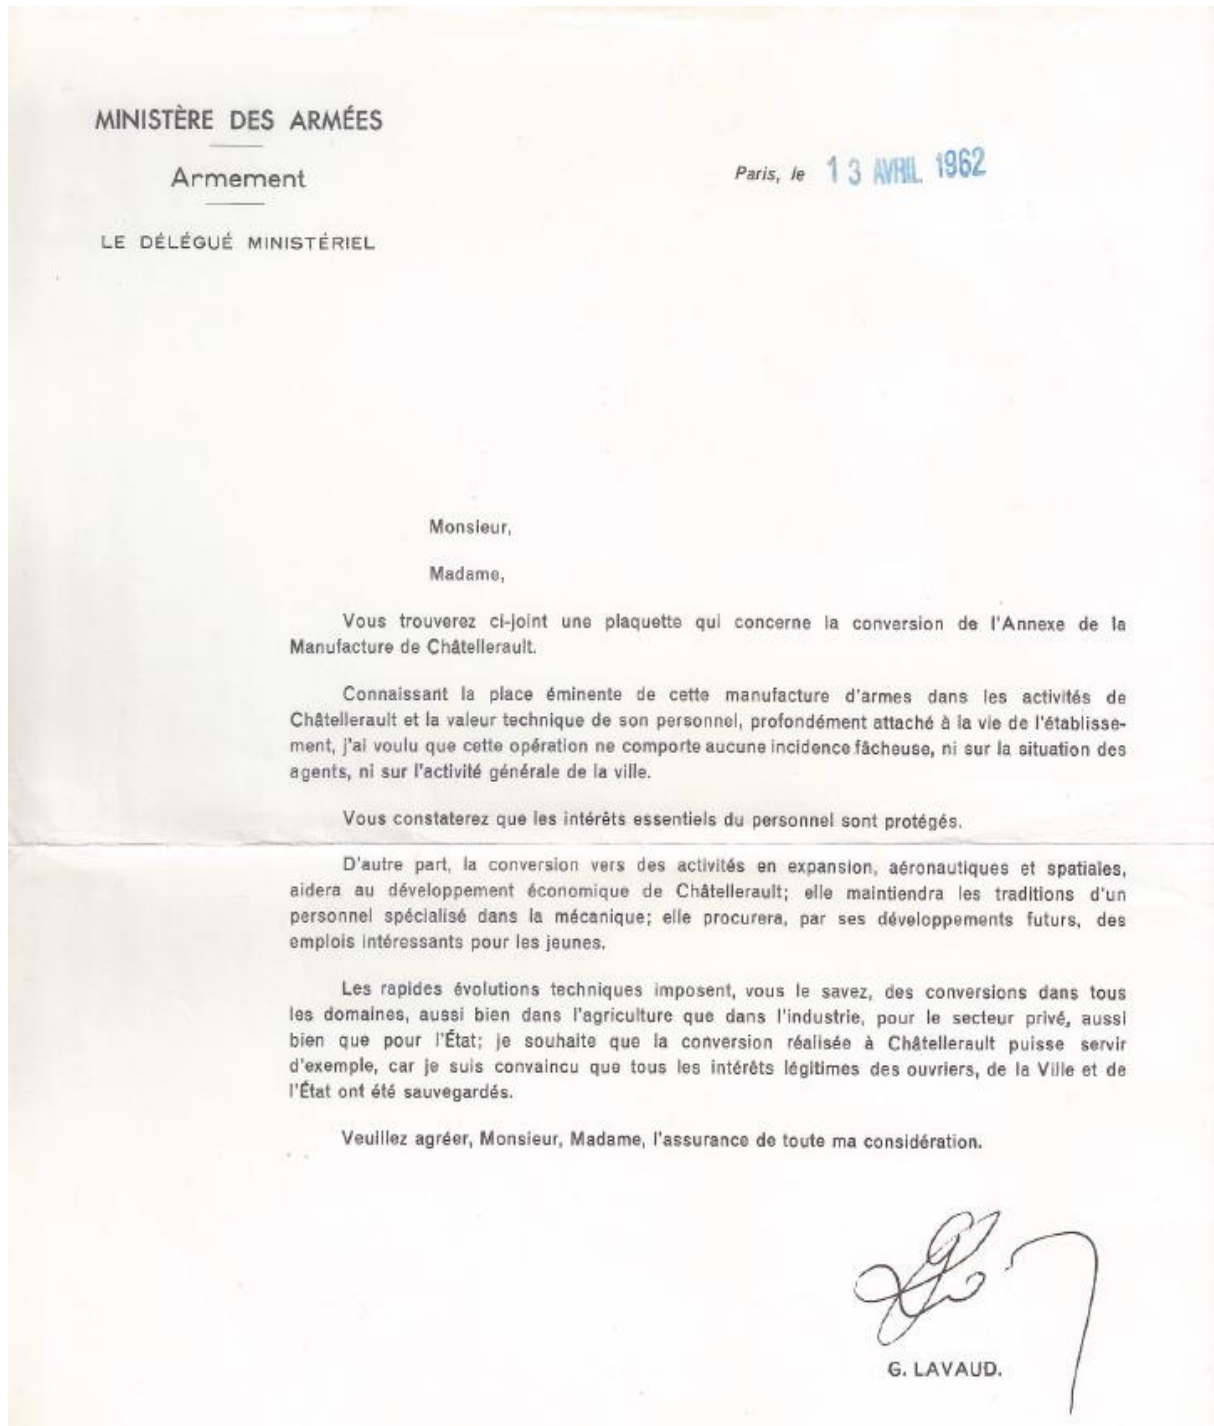 MINISTÈRE DES ARMÉES
Armement
LE DÉLÉGUÉ MINISTÉRIEL
Paris, le 13 AVRIL 1962
Monsieur,
Madame,
Vous trouverez ci-joint une plaquette qui concerne la conversion de l'Annexe de la
Manufacture de Châtellerault.
Connaissant la place éminente de cette manufacture d'armes dans les activités de
Châtellerault et la valeur technique de son personnel, profondément attaché à la vie de l'établisse-
ment, j'ai voulu que cette opération ne comporte aucune incidence fâcheuse, ni sur la situation des
agents, ni sur l'activité générale de la ville.
Vous constaterez que les intérêts essentiels du personnel sont protégés.
D'autre part, la conversion vers des activités en expansion, aéronautiques et spatiales,
aidera au développement économique de Châtellerault; elle maintiendra les traditions d'un
personnel spécialisé dans la mécanique; elle procurera, par ses développements futurs, des
emplois intéressants pour les jeunes.
Les rapides évolutions techniques imposent, vous le savez, des conversions dans tous
les domaines, aussi bien dans l'agriculture que dans l'industrie, pour le secteur privé, aussi
bien que pour l'État; je souhaite que la conversion réalisée à Châtellerault puisse servir
d'exemple, car je suis convaincu que tous les intérêts légitimes des ouvriers, de la Ville et de
l'État ont été sauvegardés.
Veuillez agréer, Monsieur, Madame, l'assurance de toute ma considération.
G. LAVAUD.